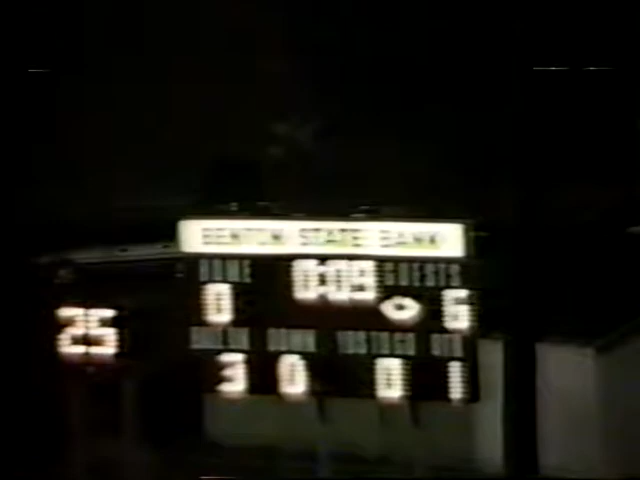 BENTON STATE BANK
HOME 0:09 GUESTS
0 6
25
BALL ON DOWN YDS TO GO QTR
3 0 0 1